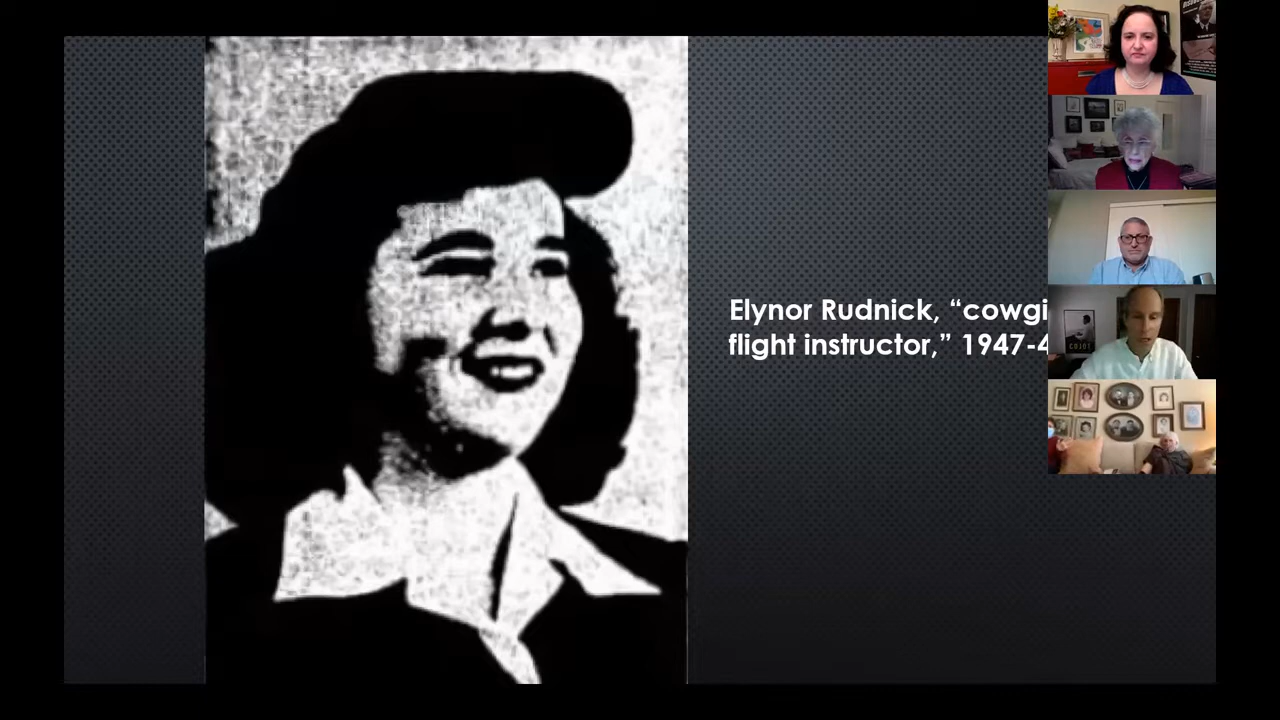 Elynor Rudnick, “cowgi
flight instructor,” 1947-4